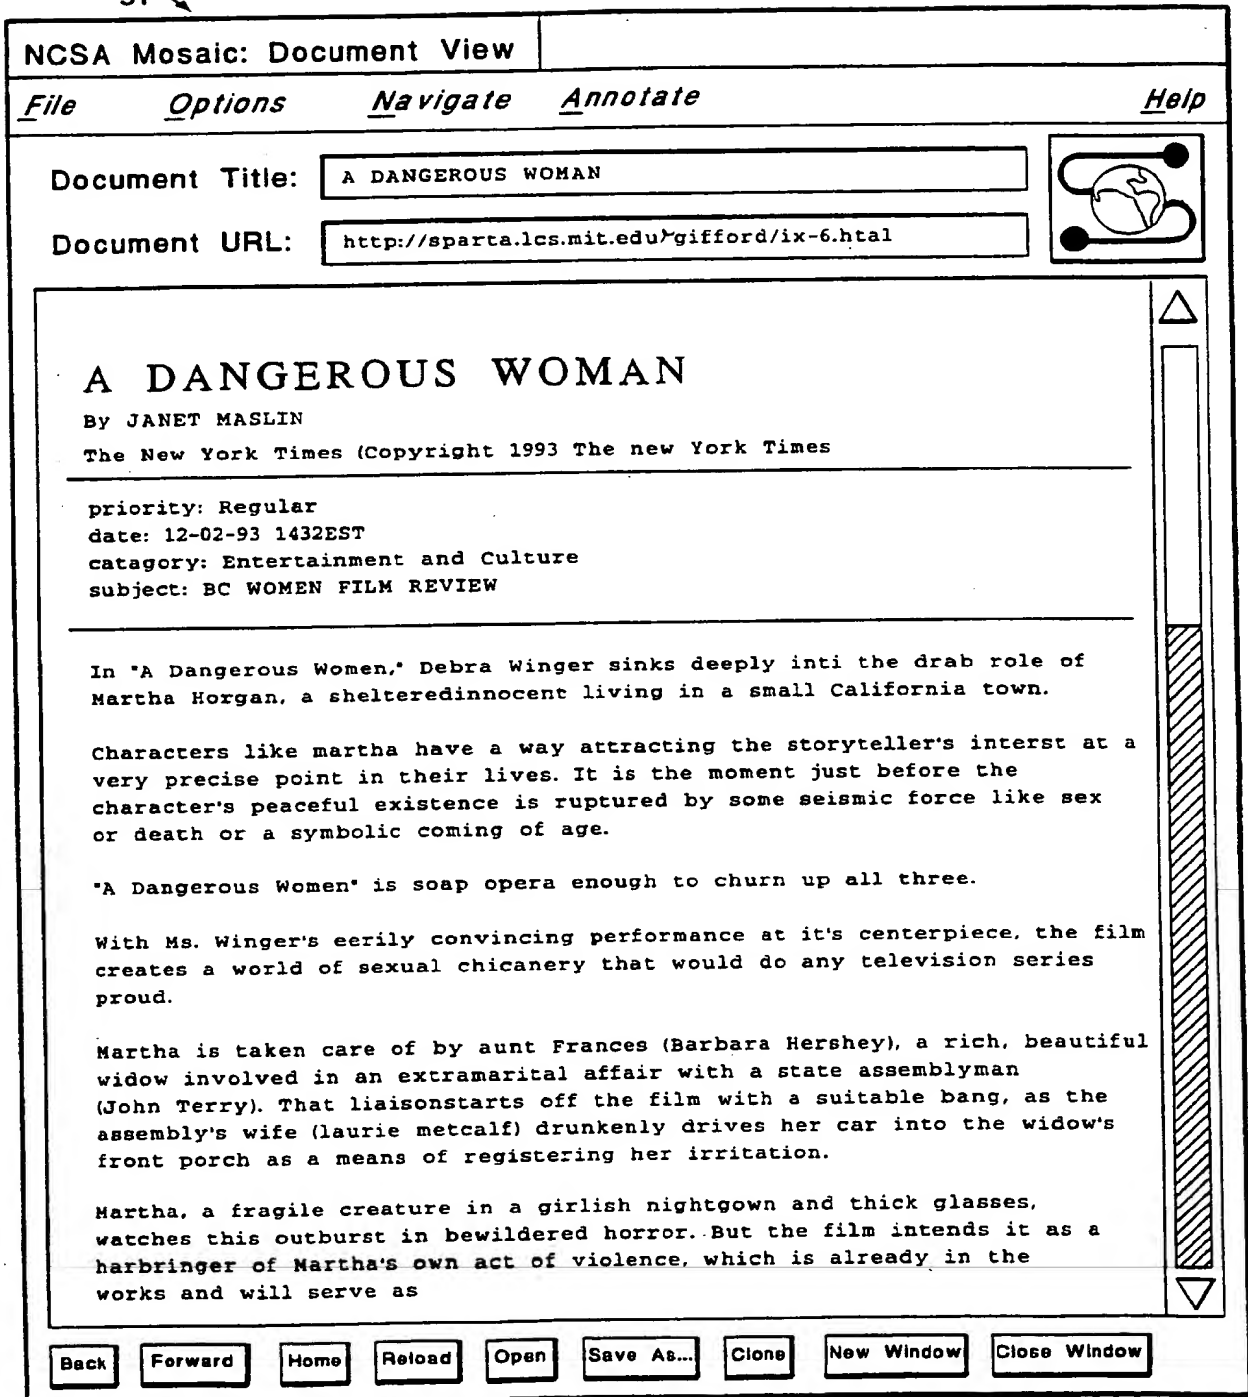 NCSA Mosaic: Document View
File Options Navigate Annotate Help
Document Title: A DANGEROUS WOMAN
Document URL: http://sparta.lcs.mit.edu/~gifford/ix-6.htal
A DANGEROUS WOMAN
By JANET MASLIN
The New York Times (Copyright 1993 The new York Times
priority: Regular
date: 12-02-93 1432EST
catagory: Entertainment and Culture
subject: BC WOMEN FILM REVIEW
In "A Dangerous Women," Debra Winger sinks deeply inti the drab role of
Martha Horgan, a shelteredinnocent living in a small California town.
Characters like martha have a way attracting the storyteller's interst at a
very precise point in their lives. It is the moment just before the
character's peaceful existence is ruptured by some seismic force like sex
or death or a symbolic coming of age.
"A Dangerous Women" is soap opera enough to churn up all three.
With Ms. Winger's eerily convincing performance at it's centerpiece, the film
creates a world of sexual chicanery that would do any television series
proud.
Martha is taken care of by aunt Frances (Barbara Hershey), a rich, beautiful
widow involved in an extramarital affair with a state assemblyman
(John Terry). That liaisonstarts off the film with a suitable bang, as the
assembly's wife (laurie metcalf) drunkenly drives her car into the widow's
front porch as a means of registering her irritation.
Martha, a fragile creature in a girlish nightgown and thick glasses,
watches this outburst in bewildered horror. But the film intends it as a
harbringer of Martha's own act of violence, which is already in the
works and will serve as
Back Forward Home Reload Open Save As... Clone New Window Close Window